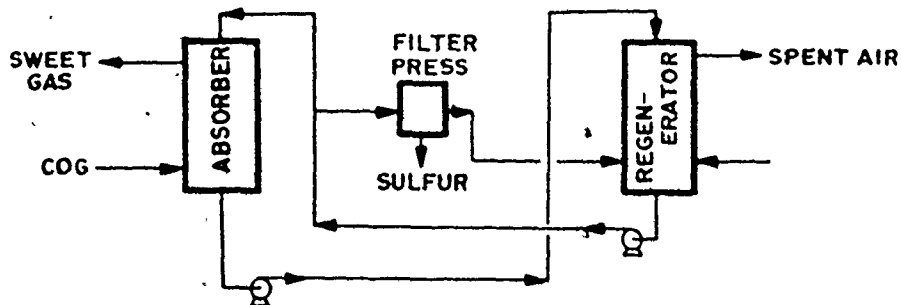 SWEET
GAS
COG
ABSORBER
FILTER
PRESS
SULFUR
REGEN-
ERATOR
SPENT AIR